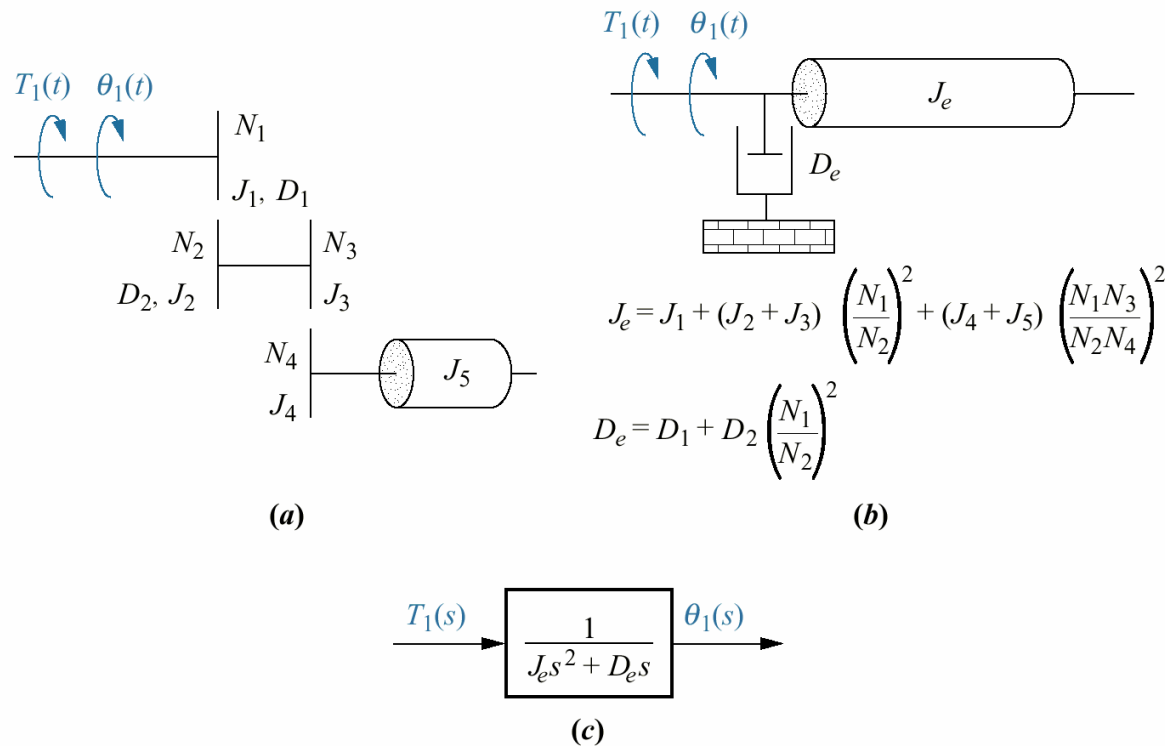 T₁(t) θ₁(t)
N₁
J₁, D₁
N₂ N₃
D₂, J₂ J₃
N₄
J₄
J₅
(a)
T₁(t) θ₁(t)
Jₑ
Dₑ
Jₑ = J₁ + (J₂ + J₃) (N₁/N₂)² + (J₄ + J₅) (N₁N₃/N₂N₄)²
Dₑ = D₁ + D₂ (N₁/N₂)²
(b)
T₁(s) 1/(Jₑs² + Dₑs) θ₁(s)
(c)